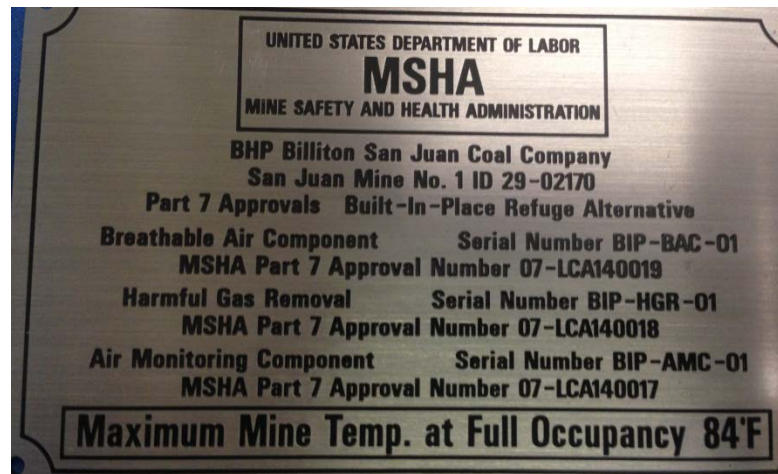 UNITED STATES DEPARTMENT OF LABOR
MSHA
MINE SAFETY AND HEALTH ADMINISTRATION
BHP Billiton San Juan Coal Company
San Juan Mine No. 1 ID 29-02170
Part 7 Approvals Built-In-Place Refuge Alternative
Breathable Air Component Serial Number BIP-BAC-01
MSHA Part 7 Approval Number 07-LCA140019
Harmful Gas Removal Serial Number BIP-HGR-01
MSHA Part 7 Approval Number 07-LCA140018
Air Monitoring Component Serial Number BIP-AMC-01
MSHA Part 7 Approval Number 07-LCA140017
Maximum Mine Temp. at Full Occupancy 84°F